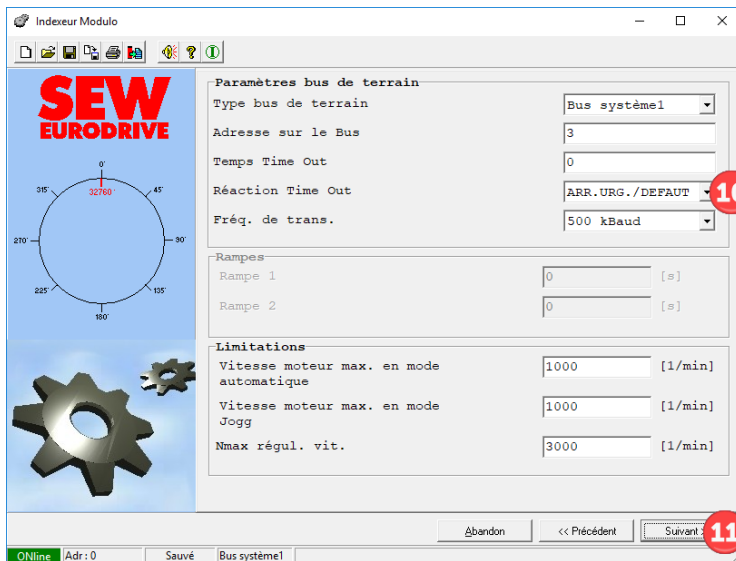 Indexeur Modulo
SEW
EURODRIVE
0'
32760'
45'
90'
135'
180'
225'
270'
315'
Paramètres bus de terrain
Type bus de terrain Bus système1
Adresse sur le Bus 3
Temps Time Out 0
Réaction Time Out ARR.URG./DEFAUT 10
Fréq. de trans. 500 kBaud
Rampes
Rampe 1 0 [s]
Rampe 2 0 [s]
Limitations
Vitesse moteur max. en mode
automatique 1000 [1/min]
Vitesse moteur max. en mode
Jogg 1000 [1/min]
Nmax régul. vit. 3000 [1/min]
Abandon << Précédent Suivant 11
ONline Adr : 0 Sauvé Bus système1